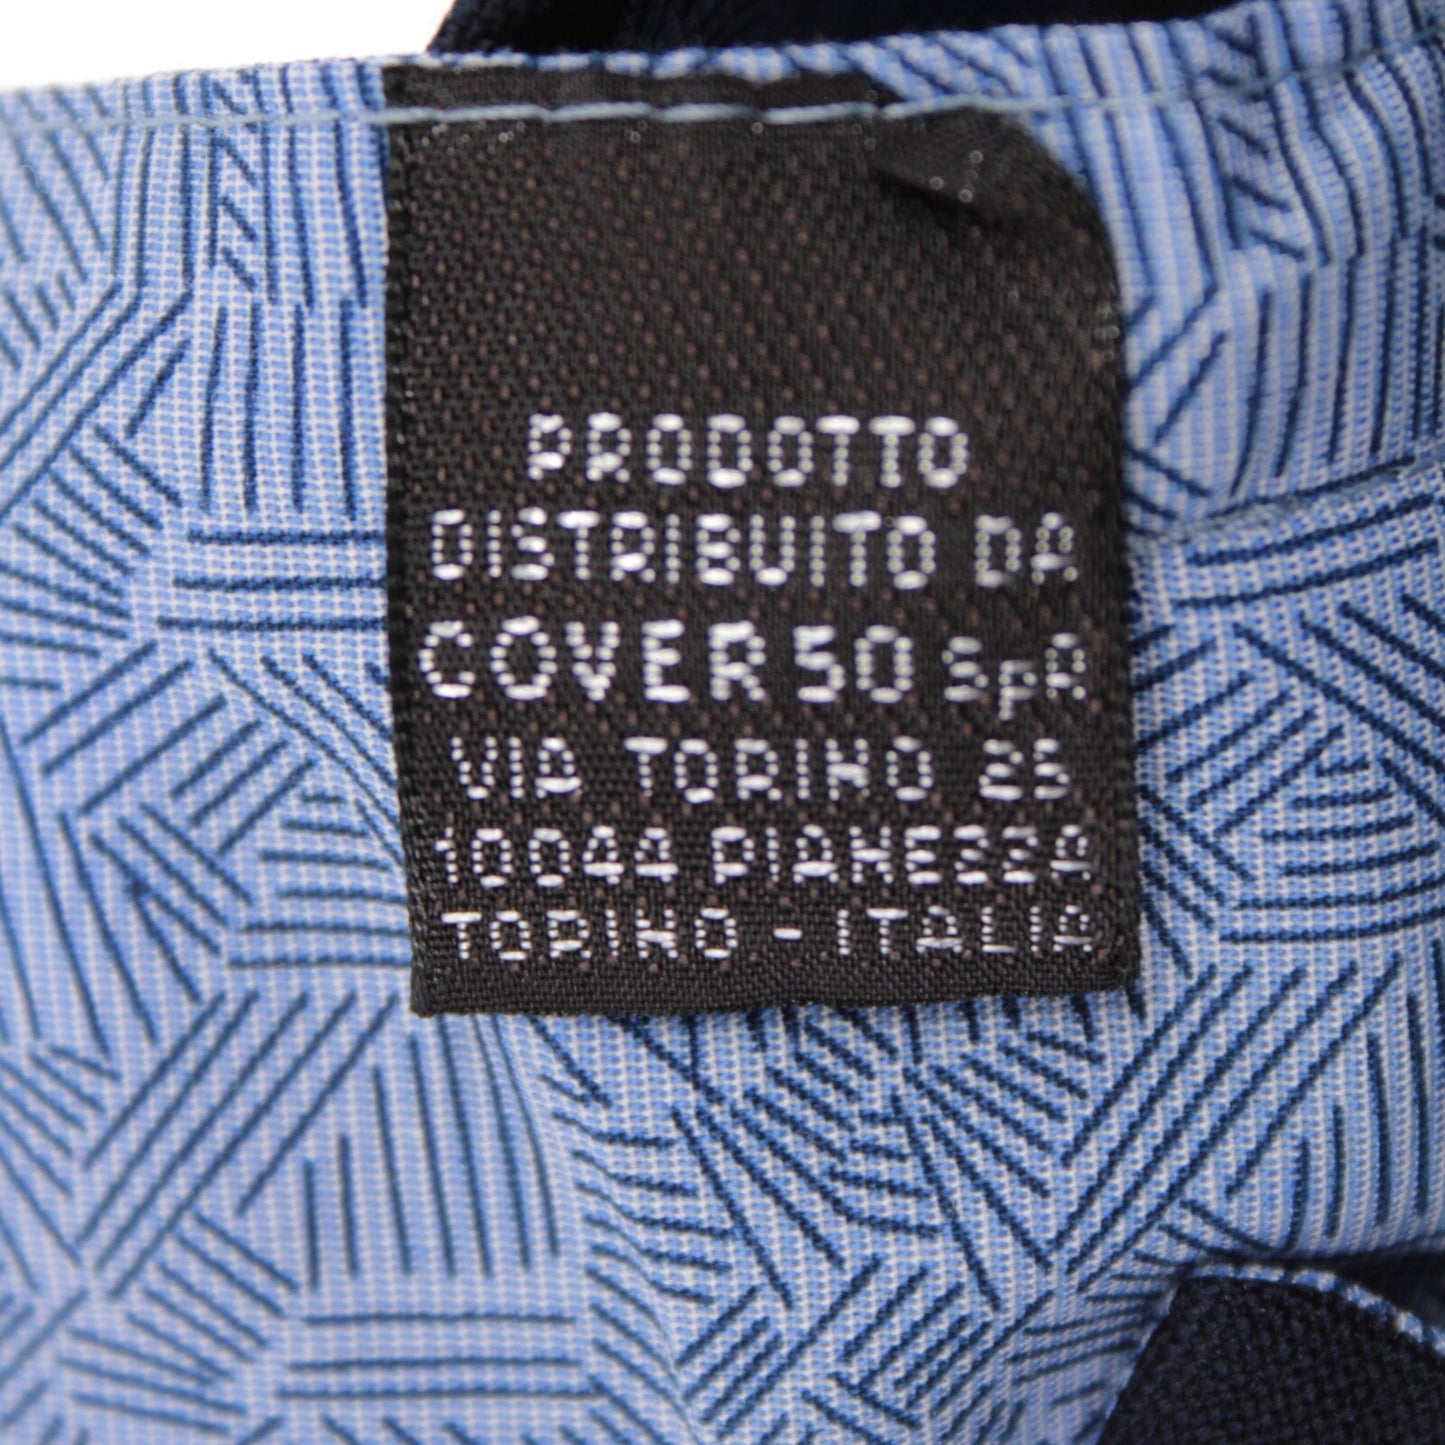 PRODOTTO
DISTRIBUITO DA
COVER 50 SpA
VIA TORINO 25
10044 PIANEZZA
TORINO - ITALIA